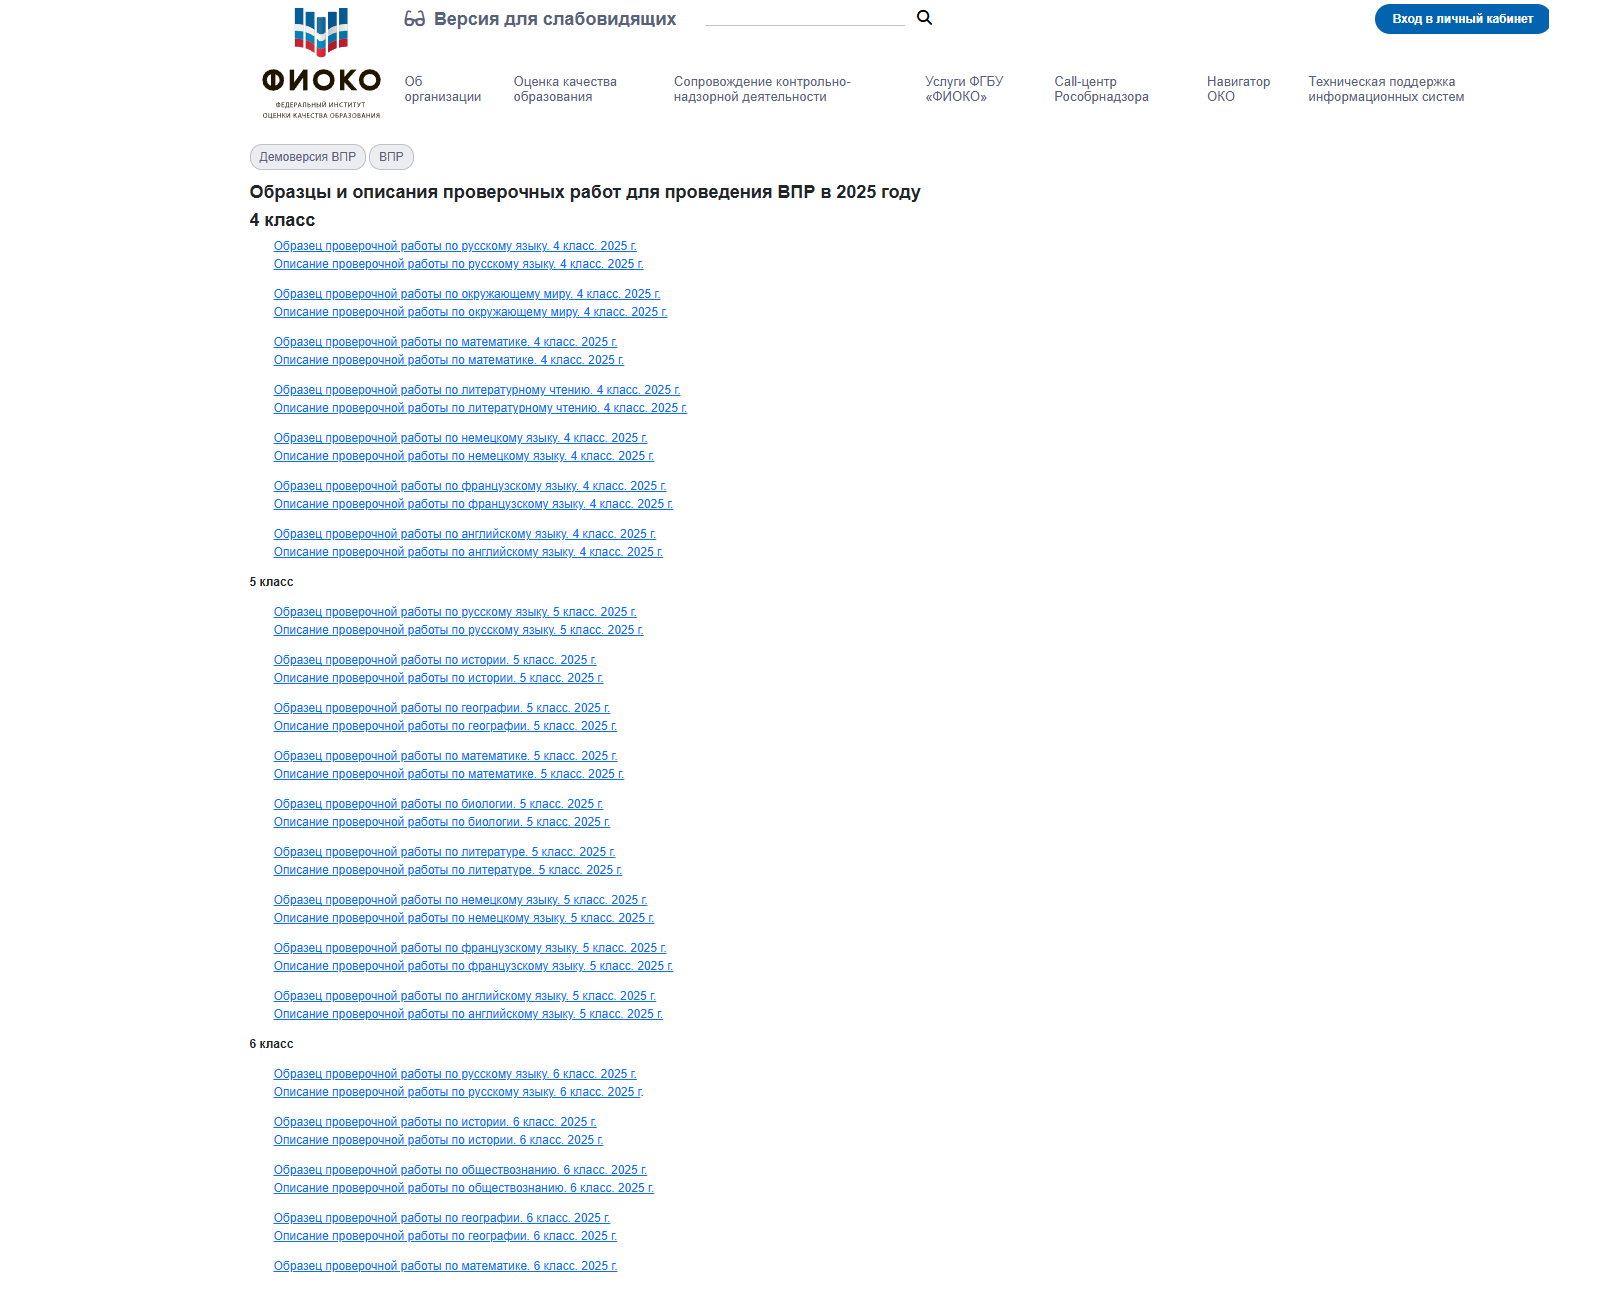 Версия для слабовидящих
Вход в личный кабинет
ФИОКО
ФЕДЕРАЛЬНЫЙ ИНСТИТУТ
ОЦЕНКИ КАЧЕСТВА ОБРАЗОВАНИЯ
Об
организации
Оценка качества
образования
Сопровождение контрольно-
надзорной деятельности
Услуги ФГБУ
«ФИОКО»
Call-центр
Рособрнадзора
Навигатор
ОКО
Техническая поддержка
информационных систем
Демоверсия ВПР
ВПР
Образцы и описания проверочных работ для проведения ВПР в 2025 году
4 класс
Образец проверочной работы по русскому языку. 4 класс. 2025 г.
Описание проверочной работы по русскому языку. 4 класс. 2025 г.
Образец проверочной работы по окружающему миру. 4 класс. 2025 г.
Описание проверочной работы по окружающему миру. 4 класс. 2025 г.
Образец проверочной работы по математике. 4 класс. 2025 г.
Описание проверочной работы по математике. 4 класс. 2025 г.
Образец проверочной работы по литературному чтению. 4 класс. 2025 г.
Описание проверочной работы по литературному чтению. 4 класс. 2025 г.
Образец проверочной работы по немецкому языку. 4 класс. 2025 г.
Описание проверочной работы по немецкому языку. 4 класс. 2025 г.
Образец проверочной работы по французскому языку. 4 класс. 2025 г.
Описание проверочной работы по французскому языку. 4 класс. 2025 г.
Образец проверочной работы по английскому языку. 4 класс. 2025 г.
Описание проверочной работы по английскому языку. 4 класс. 2025 г.
5 класс
Образец проверочной работы по русскому языку. 5 класс. 2025 г.
Описание проверочной работы по русскому языку. 5 класс. 2025 г.
Образец проверочной работы по истории. 5 класс. 2025 г.
Описание проверочной работы по истории. 5 класс. 2025 г.
Образец проверочной работы по географии. 5 класс. 2025 г.
Описание проверочной работы по географии. 5 класс. 2025 г.
Образец проверочной работы по математике. 5 класс. 2025 г.
Описание проверочной работы по математике. 5 класс. 2025 г.
Образец проверочной работы по биологии. 5 класс. 2025 г.
Описание проверочной работы по биологии. 5 класс. 2025 г.
Образец проверочной работы по литературе. 5 класс. 2025 г.
Описание проверочной работы по литературе. 5 класс. 2025 г.
Образец проверочной работы по немецкому языку. 5 класс. 2025 г.
Описание проверочной работы по немецкому языку. 5 класс. 2025 г.
Образец проверочной работы по французскому языку. 5 класс. 2025 г.
Описание проверочной работы по французскому языку. 5 класс. 2025 г.
Образец проверочной работы по английскому языку. 5 класс. 2025 г.
Описание проверочной работы по английскому языку. 5 класс. 2025 г.
6 класс
Образец проверочной работы по русскому языку. 6 класс. 2025 г.
Описание проверочной работы по русскому языку. 6 класс. 2025 г.
Образец проверочной работы по истории. 6 класс. 2025 г.
Описание проверочной работы по истории. 6 класс. 2025 г.
Образец проверочной работы по обществознанию. 6 класс. 2025 г.
Описание проверочной работы по обществознанию. 6 класс. 2025 г.
Образец проверочной работы по географии. 6 класс. 2025 г.
Описание проверочной работы по географии. 6 класс. 2025 г.
Образец проверочной работы по математике. 6 класс. 2025 г.